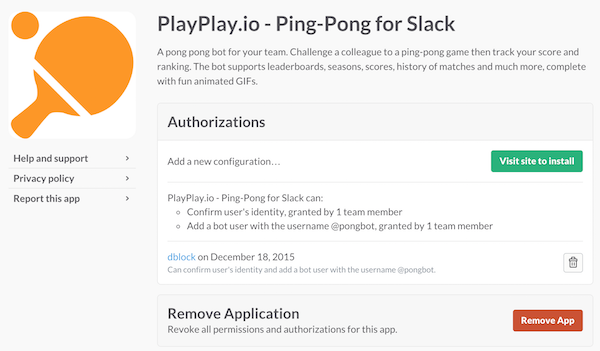 PlayPlay.io - Ping-Pong for Slack
A pong pong bot for your team. Challenge a colleague to a ping-pong game then track your score and
ranking. The bot supports leaderboards, seasons, scores, history of matches and much more, complete
with fun animated GIFs.
Help and support
Privacy policy
Report this app
Authorizations
Add a new configuration…
Visit site to install
PlayPlay.io - Ping-Pong for Slack can:
Confirm user's identity, granted by 1 team member
Add a bot user with the username @pongbot, granted by 1 team member
dblock on December 18, 2015
Can confirm user's identity and add a bot user with the username @pongbot.
Remove Application
Revoke all permissions and authorizations for this app.
Remove App